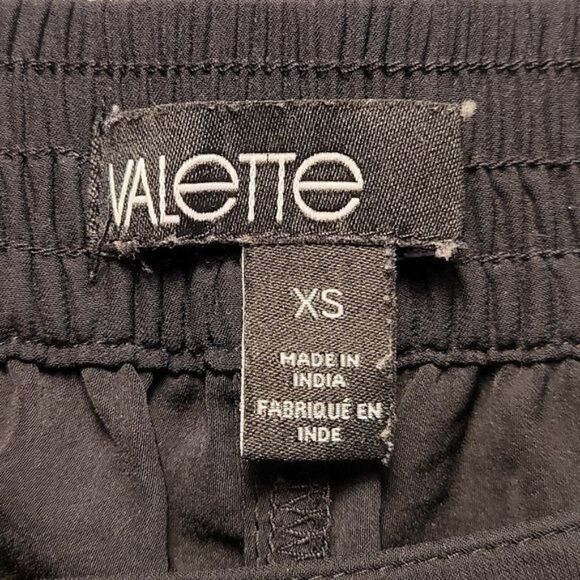 VALETTE
XS
MADE IN
INDIA
FABRIQUÉ EN
INDE